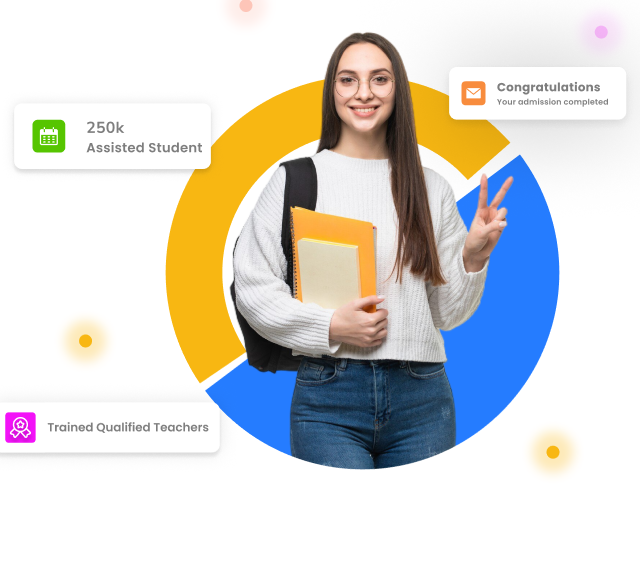 Congratulations
Your admission completed
250k
Assisted Student
Trained Qualified Teachers